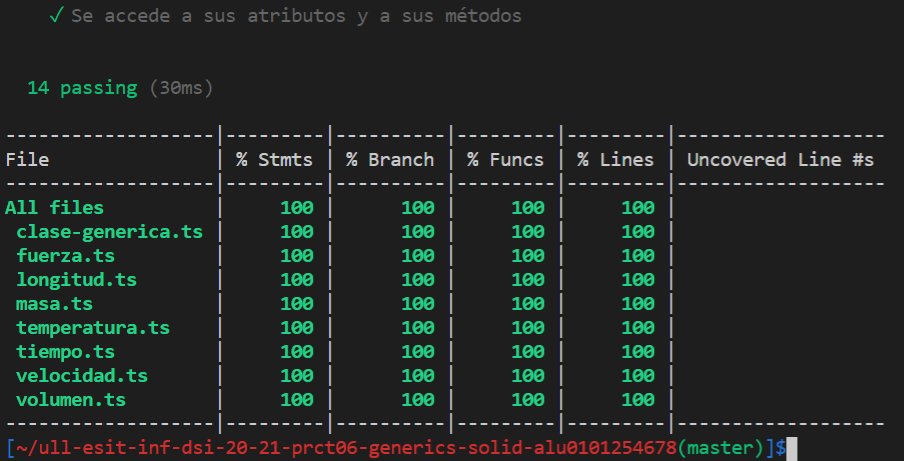 ✓ Se accede a sus atributos y a sus métodos
14 passing (30ms)
-------------------|---------|----------|---------|---------|-------------------
File               | % Stmts | % Branch | % Funcs | % Lines | Uncovered Line #s
-------------------|---------|----------|---------|---------|-------------------
All files          |     100 |      100 |     100 |     100 |
 clase-generica.ts |     100 |      100 |     100 |     100 |
 fuerza.ts         |     100 |      100 |     100 |     100 |
 longitud.ts       |     100 |      100 |     100 |     100 |
 masa.ts           |     100 |      100 |     100 |     100 |
 temperatura.ts    |     100 |      100 |     100 |     100 |
 tiempo.ts         |     100 |      100 |     100 |     100 |
 velocidad.ts      |     100 |      100 |     100 |     100 |
 volumen.ts        |     100 |      100 |     100 |     100 |
-------------------|---------|----------|---------|---------|-------------------
[~/ull-esit-inf-dsi-20-21-prct06-generics-solid-alu0101254678(master)]$